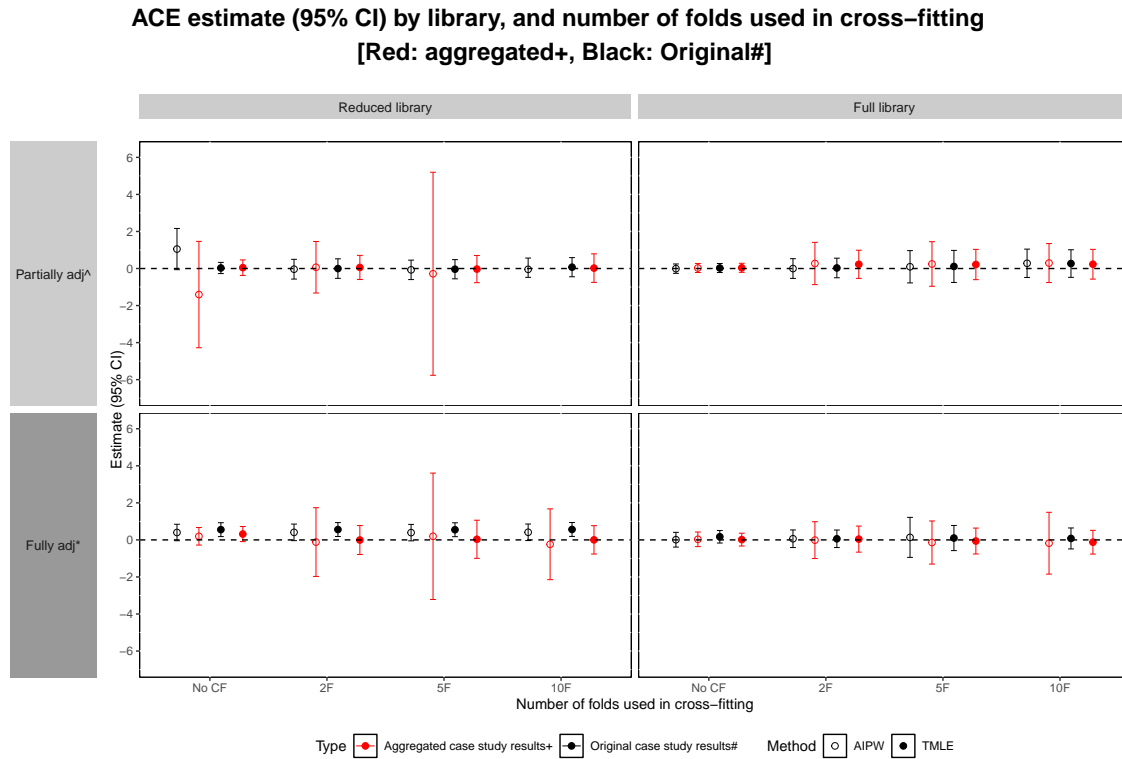 ACE estimate (95% CI) by library, and number of folds used in cross−fitting
[Red: aggregated+, Black: Original#]
Reduced library
Full library
Partially adj^
Fully adj*
Estimate (95% CI)
6
4
2
0
−2
−4
−6
6
4
2
0
−2
−4
−6
No CF
2F
5F
10F
No CF
2F
5F
10F
Number of folds used in cross−fitting
Type
Aggregated case study results+
Original case study results#
Method
AIPW
TMLE